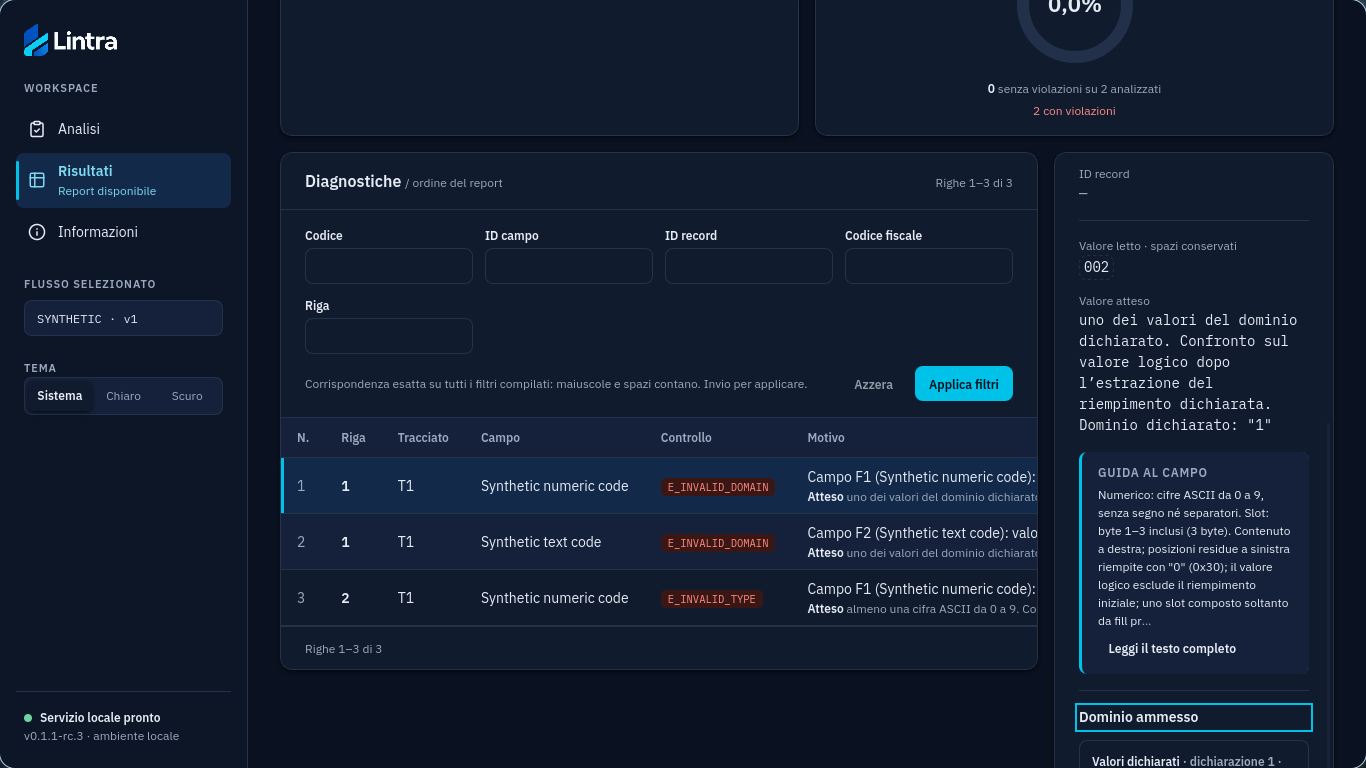 Lintra
WORKSPACE
Analisi
Risultati
Report disponibile
Informazioni
FLUSSO SELEZIONATO
SYNTHETIC · v1
TEMA
Sistema Chiaro Scuro
Servizio locale pronto
v0.1.1-rc.3 · ambiente locale
0,0%
0 senza violazioni su 2 analizzati
2 con violazioni
Diagnostiche / ordine del report Righe 1–3 di 3
Codice ID campo ID record Codice fiscale
Riga
Corrispondenza esatta su tutti i filtri compilati: maiuscole e spazi contano. Invio per applicare. Azzera Applica filtri
N. Riga Tracciato Campo Controllo Motivo
1 1 T1 Synthetic numeric code E_INVALID_DOMAIN Campo F1 (Synthetic numeric code):
Atteso uno dei valori del dominio dichiarato
2 1 T1 Synthetic text code E_INVALID_DOMAIN Campo F2 (Synthetic text code): valo
Atteso uno dei valori del dominio dichiarato
3 2 T1 Synthetic numeric code E_INVALID_TYPE Campo F1 (Synthetic numeric code):
Atteso almeno una cifra ASCII da 0 a 9. Co
Righe 1–3 di 3
ID record
—
Valore letto · spazi conservati
002
Valore atteso
uno dei valori del dominio
dichiarato. Confronto sul
valore logico dopo
l’estrazione del
riempimento dichiarata.
Dominio dichiarato: "1"
GUIDA AL CAMPO
Numerico: cifre ASCII da 0 a 9,
senza segno né separatori. Slot:
byte 1–3 inclusi (3 byte). Contenuto
a destra; posizioni residue a sinistra
riempite con "0" (0x30); il valore
logico esclude il riempimento
iniziale; uno slot composto soltanto
da fill pr…
Leggi il testo completo
Dominio ammesso
Valori dichiarati · dichiarazione 1 ·